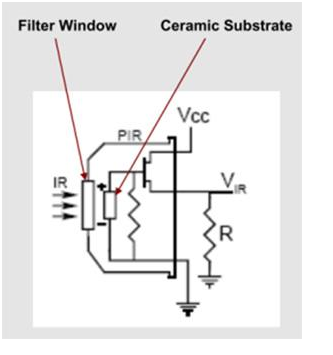 Filter Window
Ceramic Substrate
Vcc
PIR
IR
+
-
VIR
R